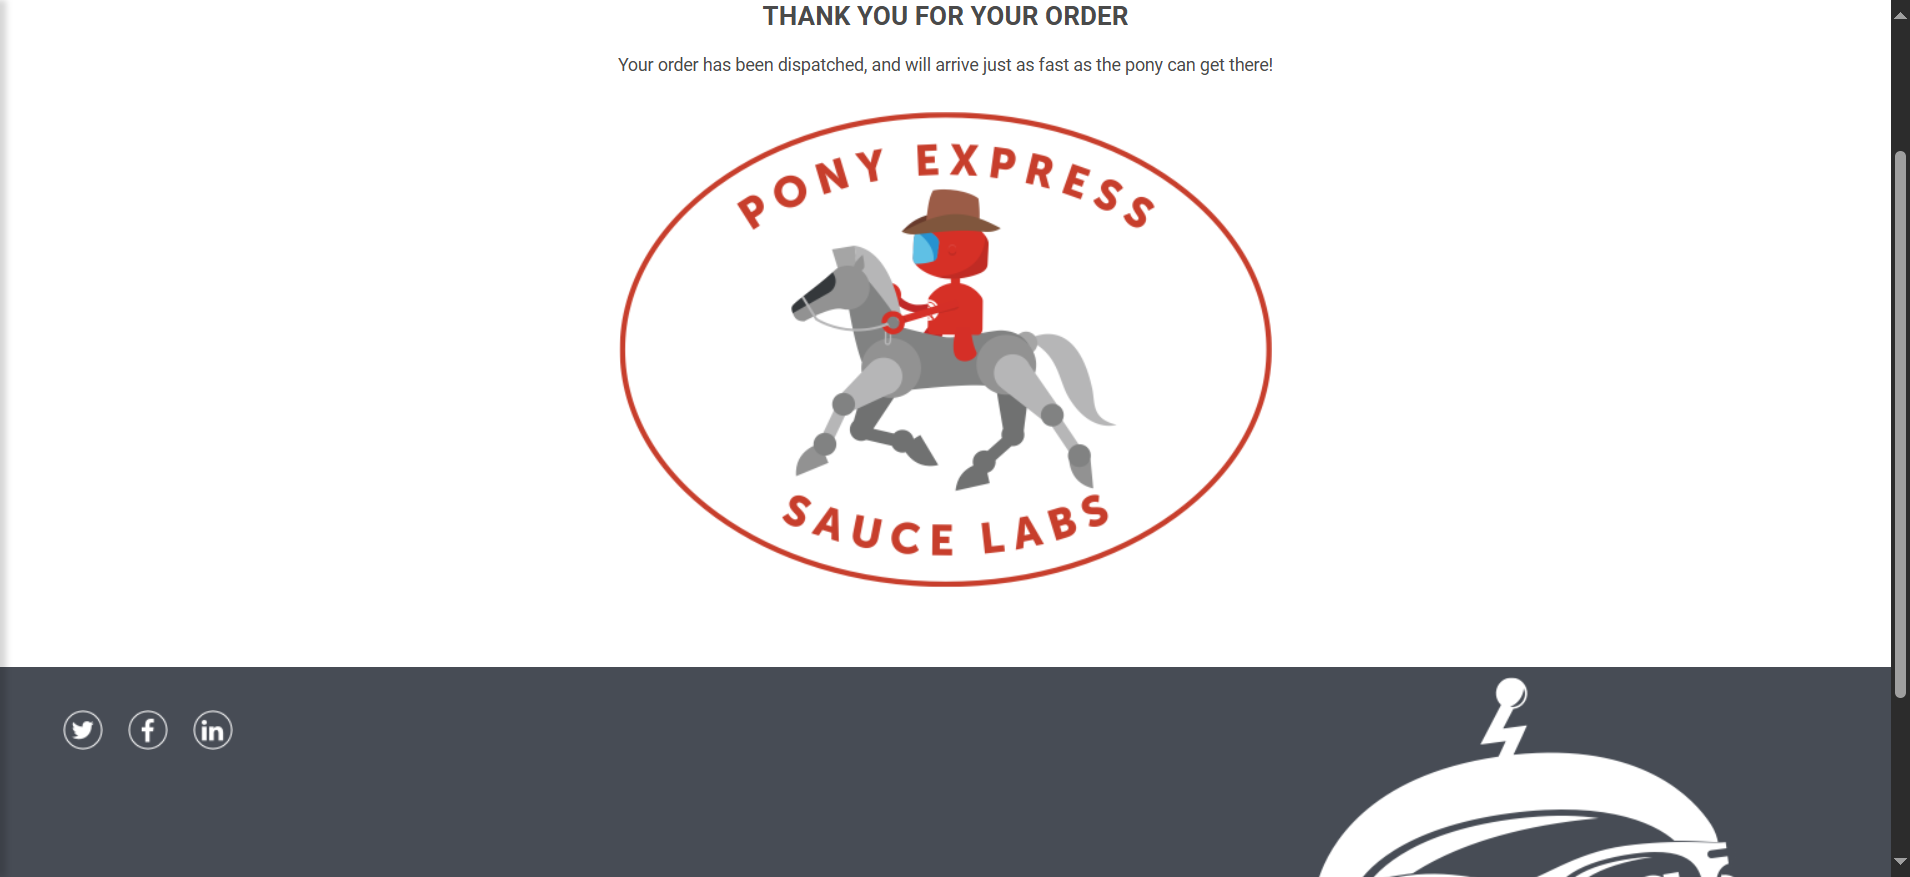 THANK YOU FOR YOUR ORDER
Your order has been dispatched, and will arrive just as fast as the pony can get there!
PONY EXPRESS
SAUCE LABS
in